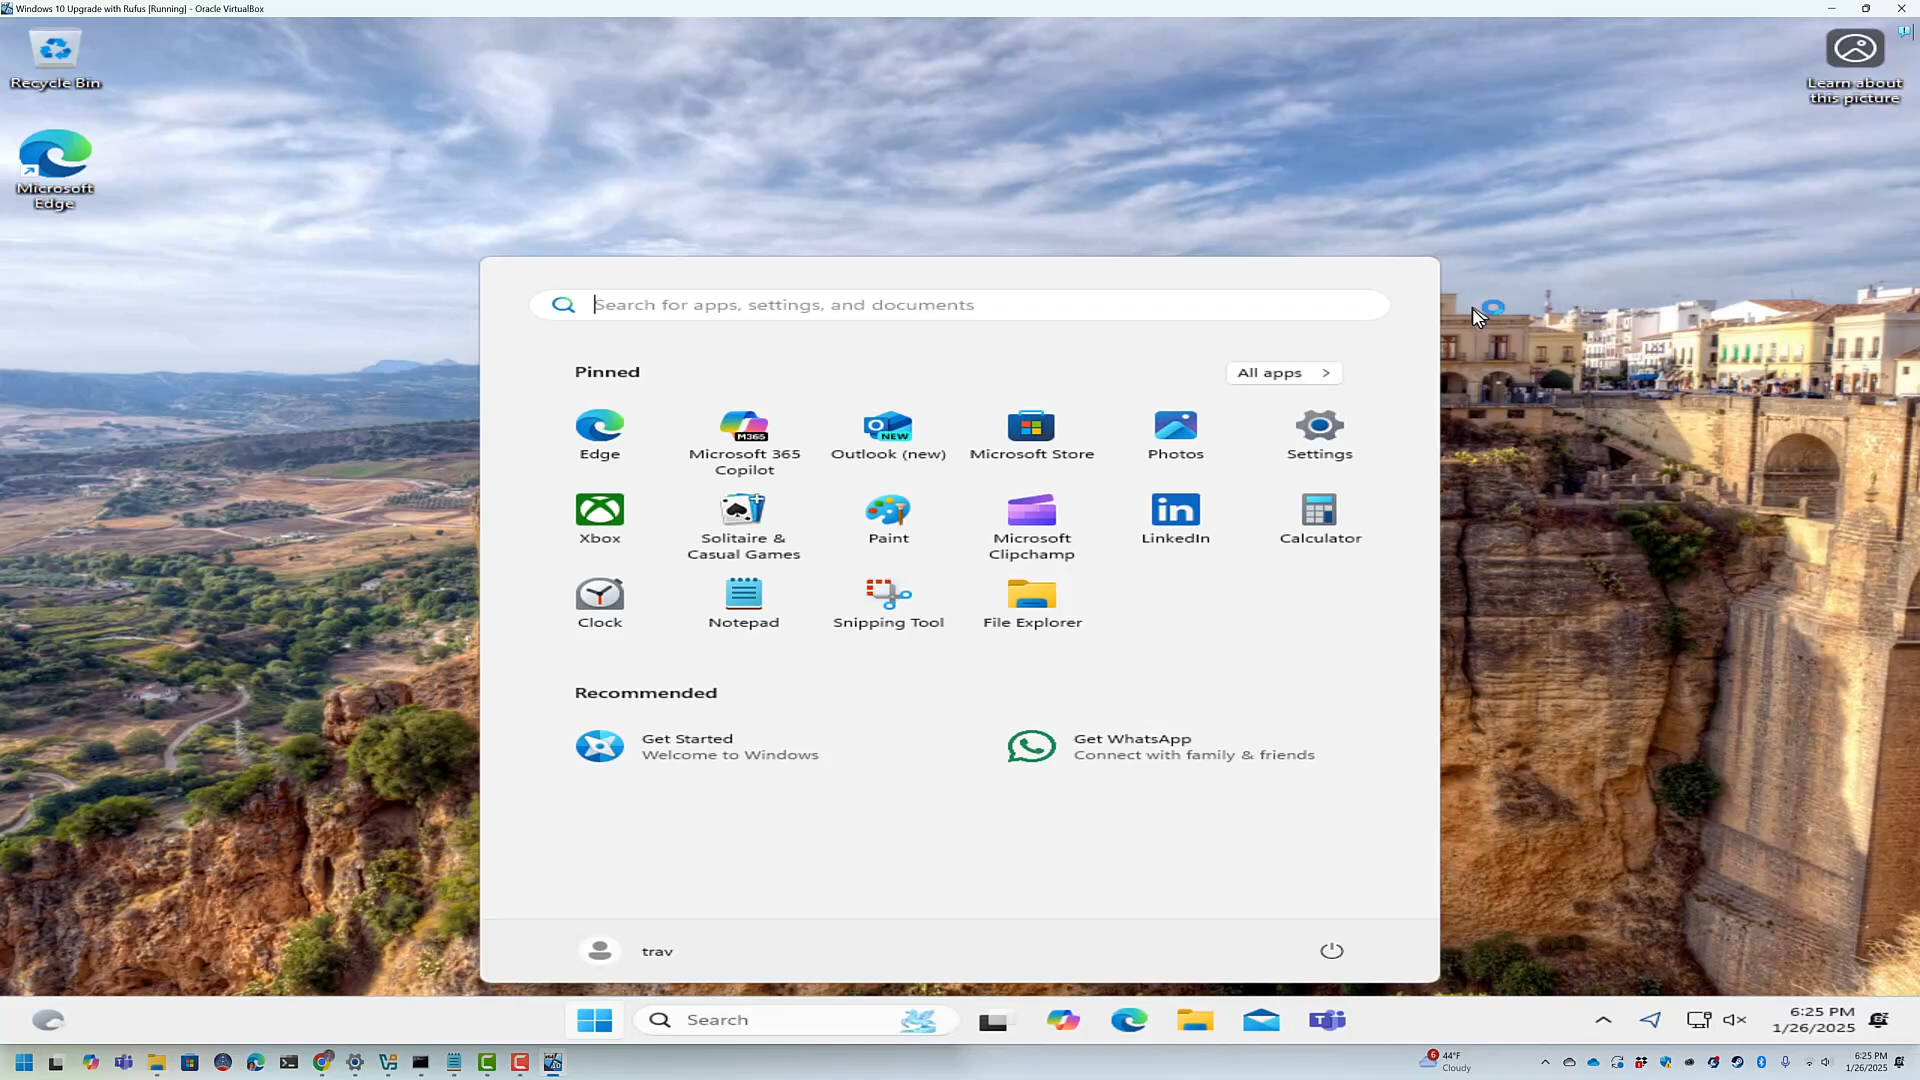 Windows 10 Upgrade with Rufus [Running] - Oracle VirtualBox
Recycle Bin
Learn about
this picture
Microsoft
Edge
Search for apps, settings, and documents
Pinned
All apps >
Edge
M365
Microsoft 365
Copilot
NEW
Outlook (new)
Microsoft Store
Photos
Settings
Xbox
Solitaire &
Casual Games
Paint
Microsoft
Clipchamp
in
LinkedIn
Calculator
Clock
Notepad
Snipping Tool
File Explorer
Recommended
Get Started
Welcome to Windows
Get WhatsApp
Connect with family & friends
trav
Search
6:25 PM
1/26/2025
6
44°F
Cloudy
6:25 PM
1/26/2025